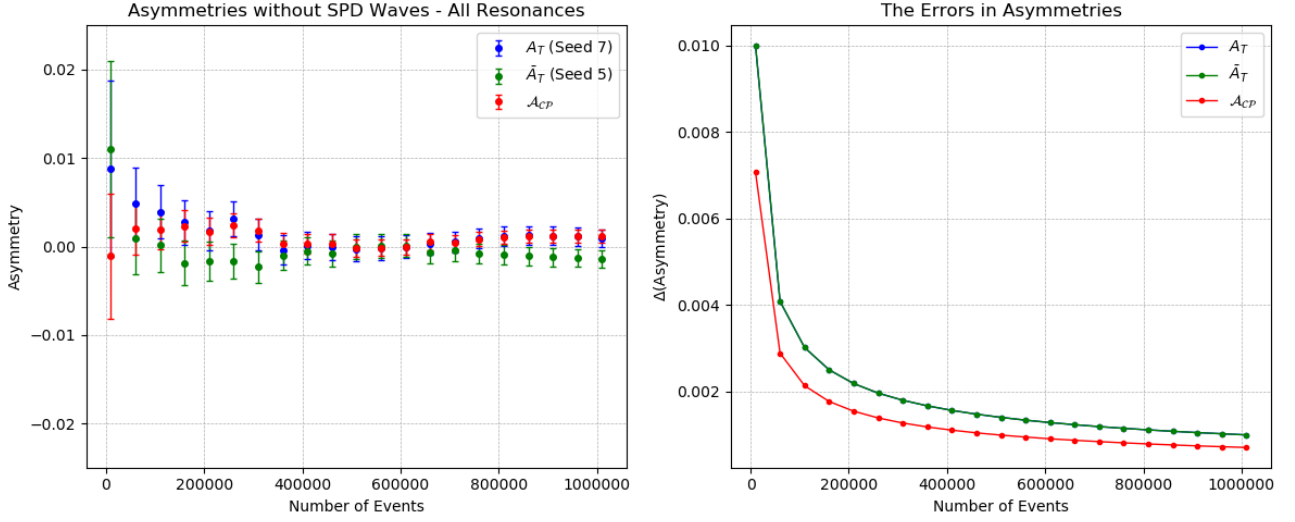 Asymmetries without SPD Waves - All Resonances
Asymmetry
0.02
0.01
0.00
−0.01
−0.02
0
200000
400000
600000
800000
1000000
Number of Events
A_T (Seed 7)
Ā_T (Seed 5)
𝒜_𝒞𝒫
The Errors in Asymmetries
Δ(Asymmetry)
0.010
0.008
0.006
0.004
0.002
0
200000
400000
600000
800000
1000000
Number of Events
A_T
Ā_T
𝒜_𝒞𝒫